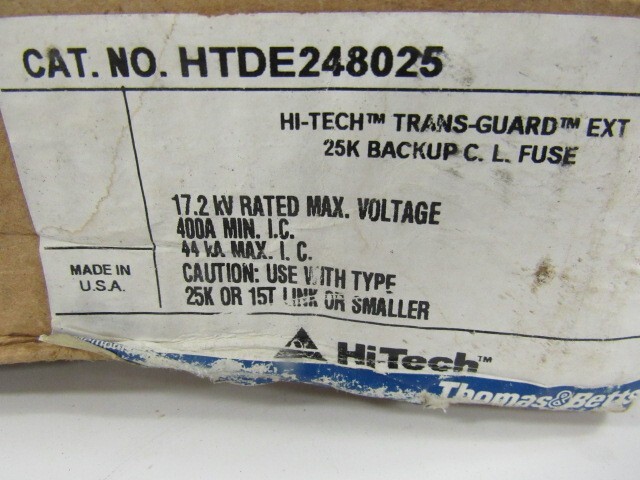 CAT. NO. HTDE248025
HI-TECH™ TRANS-GUARD™ EXT
25K BACKUP C. L. FUSE
17.2 kV RATED MAX. VOLTAGE
400A MIN. I.C.
44 kA MAX. I. C.
CAUTION: USE WITH TYPE
25K OR 15T LINK OR SMALLER
MADE IN
U.S.A.
Hi-Tech™
Thomas&Betts